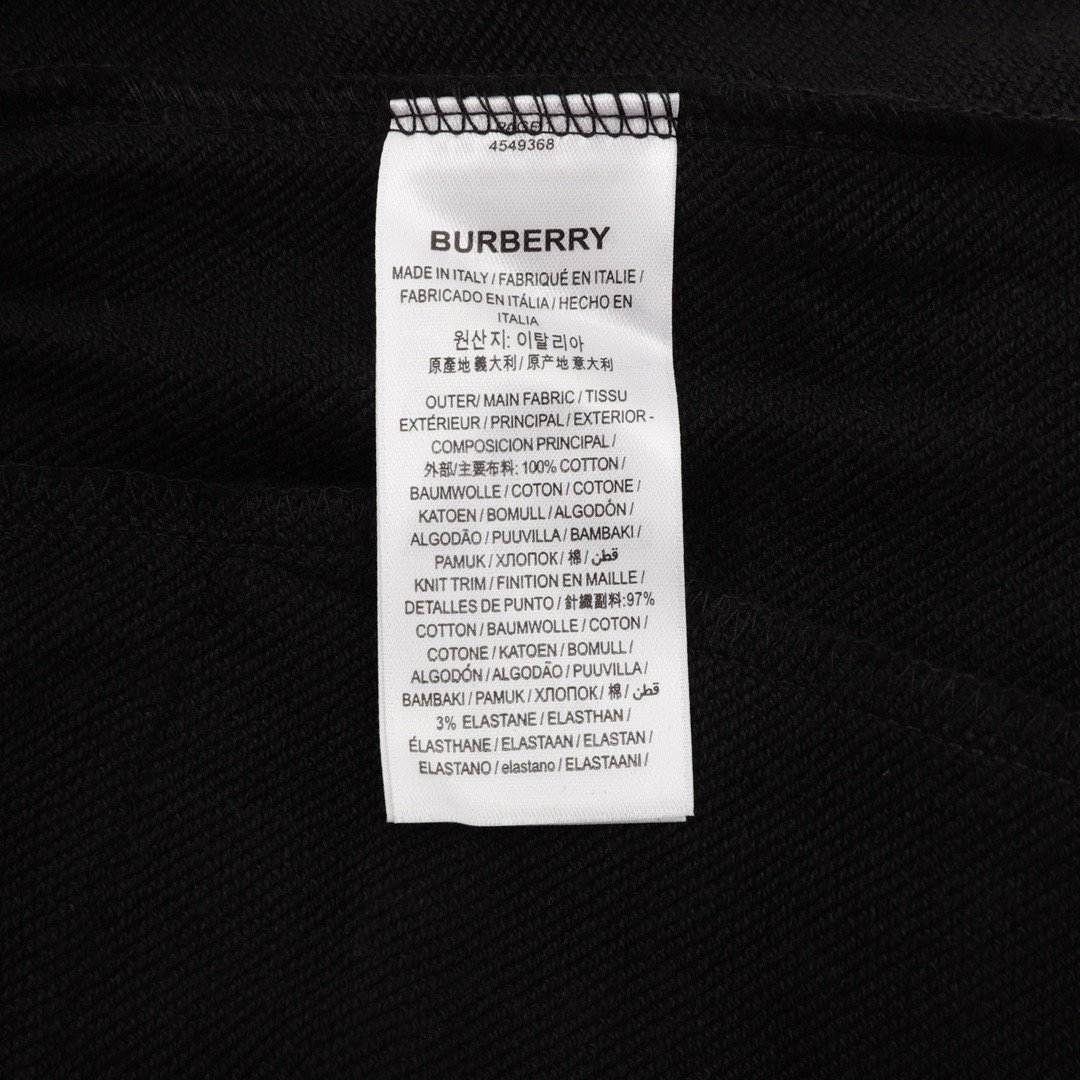 4549368
BURBERRY
MADE IN ITALY / FABRIQUÉ EN ITALIE /
FABRICADO EN ITÁLIA / HECHO EN
ITALIA
원산지: 이탈리아
原產地 義大利 / 原产地 意大利
OUTER/ MAIN FABRIC / TISSU
EXTÉRIEUR / PRINCIPAL / EXTERIOR -
COMPOSICION PRINCIPAL /
外部/主要布料: 100% COTTON /
BAUMWOLLE / COTON / COTONE /
KATOEN / BOMULL / ALGODÓN /
ALGODÃO / PUUVILLA / BAMBAKI /
PAMUK / ХЛОПОК / 棉 / قطن
KNIT TRIM / FINITION EN MAILLE /
DETALLES DE PUNTO / 針織副料:97%
COTTON / BAUMWOLLE / COTON /
COTONE / KATOEN / BOMULL /
ALGODÓN / ALGODÃO / PUUVILLA /
BAMBAKI / PAMUK / ХЛОПОК / 棉 / قطن
3% ELASTANE / ELASTHAN /
ÉLASTHANE / ELASTAAN / ELASTAN /
ELASTANO / elastano / ELASTAANI /